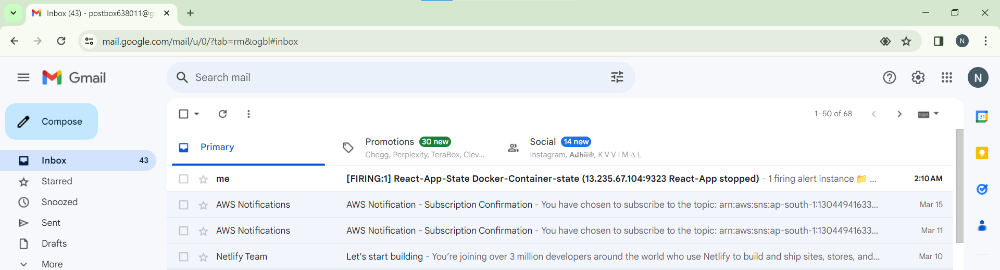 Inbox (43) - postbox638011@g
mail.google.com/mail/u/0/?tab=rm&ogbl#inbox
N
Gmail
Search mail
N
Compose
1–50 of 68
31
Primary
Promotions 30 new
Chegg, Perplexity, TeraBox, Clev...
Social 14 new
Instagram, Adhii☬, K V V I M Δ L
Inbox 43
Starred
Snoozed
Sent
Drafts
More
me [FIRING:1] React-App-State Docker-Container-state (13.235.67.104:9323 React-App stopped) - 1 firing alert instance 📁 ... 2:10 AM
AWS Notifications AWS Notification - Subscription Confirmation - You have chosen to subscribe to the topic: arn:aws:sns:ap-south-1:13044941633... Mar 15
AWS Notifications AWS Notification - Subscription Confirmation - You have chosen to subscribe to the topic: arn:aws:sns:ap-south-1:13044941633... Mar 11
Netlify Team Let's start building - You’re joining over 3 million developers around the world who use Netlify to build and ship sites, stores, and... Mar 10